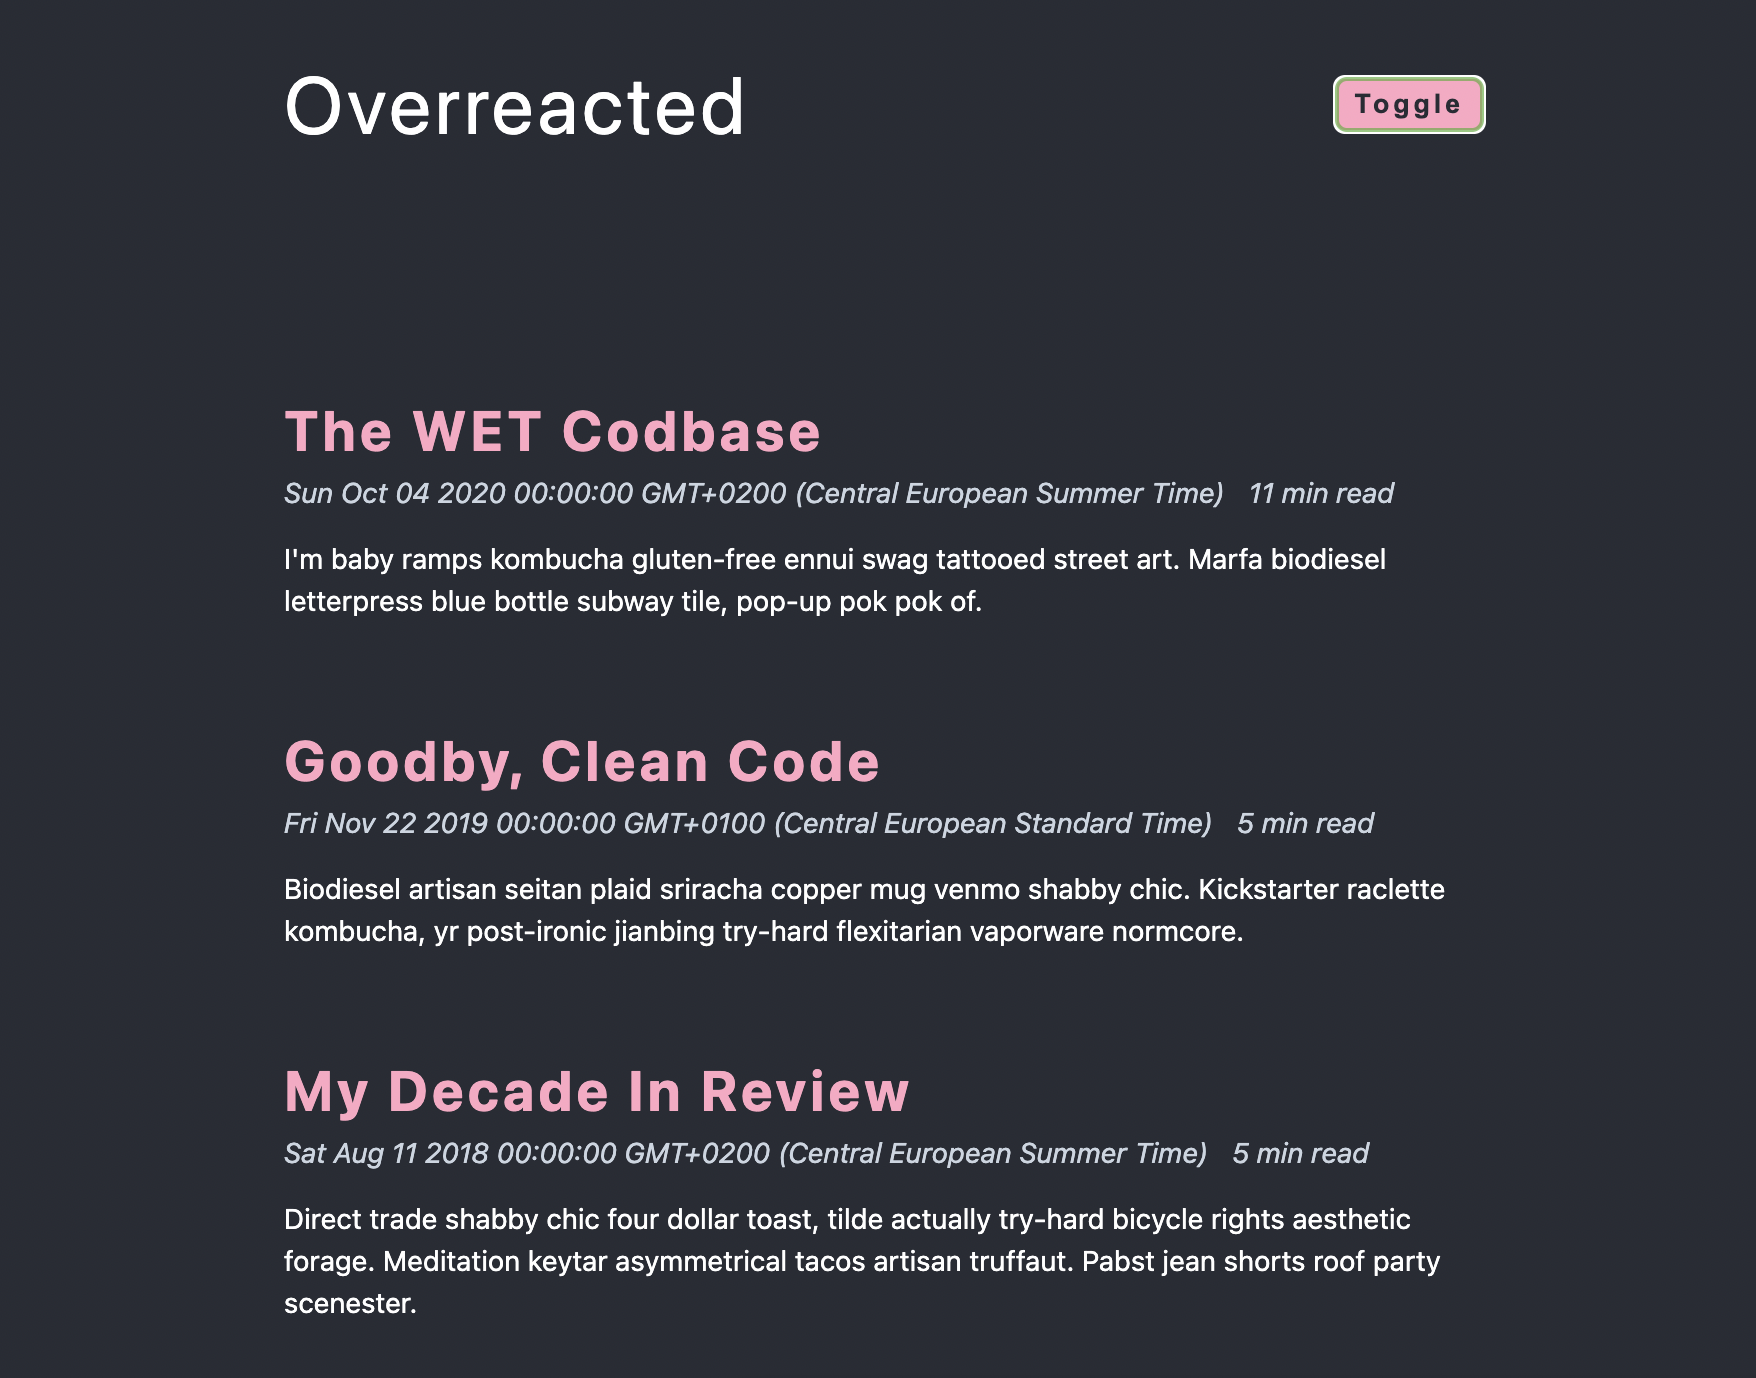 Overreacted
Toggle
The WET Codbase
Sun Oct 04 2020 00:00:00 GMT+0200 (Central European Summer Time) 11 min read
I'm baby ramps kombucha gluten-free ennui swag tattooed street art. Marfa biodiesel
letterpress blue bottle subway tile, pop-up pok pok of.
Goodby, Clean Code
Fri Nov 22 2019 00:00:00 GMT+0100 (Central European Standard Time) 5 min read
Biodiesel artisan seitan plaid sriracha copper mug venmo shabby chic. Kickstarter raclette
kombucha, yr post-ironic jianbing try-hard flexitarian vaporware normcore.
My Decade In Review
Sat Aug 11 2018 00:00:00 GMT+0200 (Central European Summer Time) 5 min read
Direct trade shabby chic four dollar toast, tilde actually try-hard bicycle rights aesthetic
forage. Meditation keytar asymmetrical tacos artisan truffaut. Pabst jean shorts roof party
scenester.